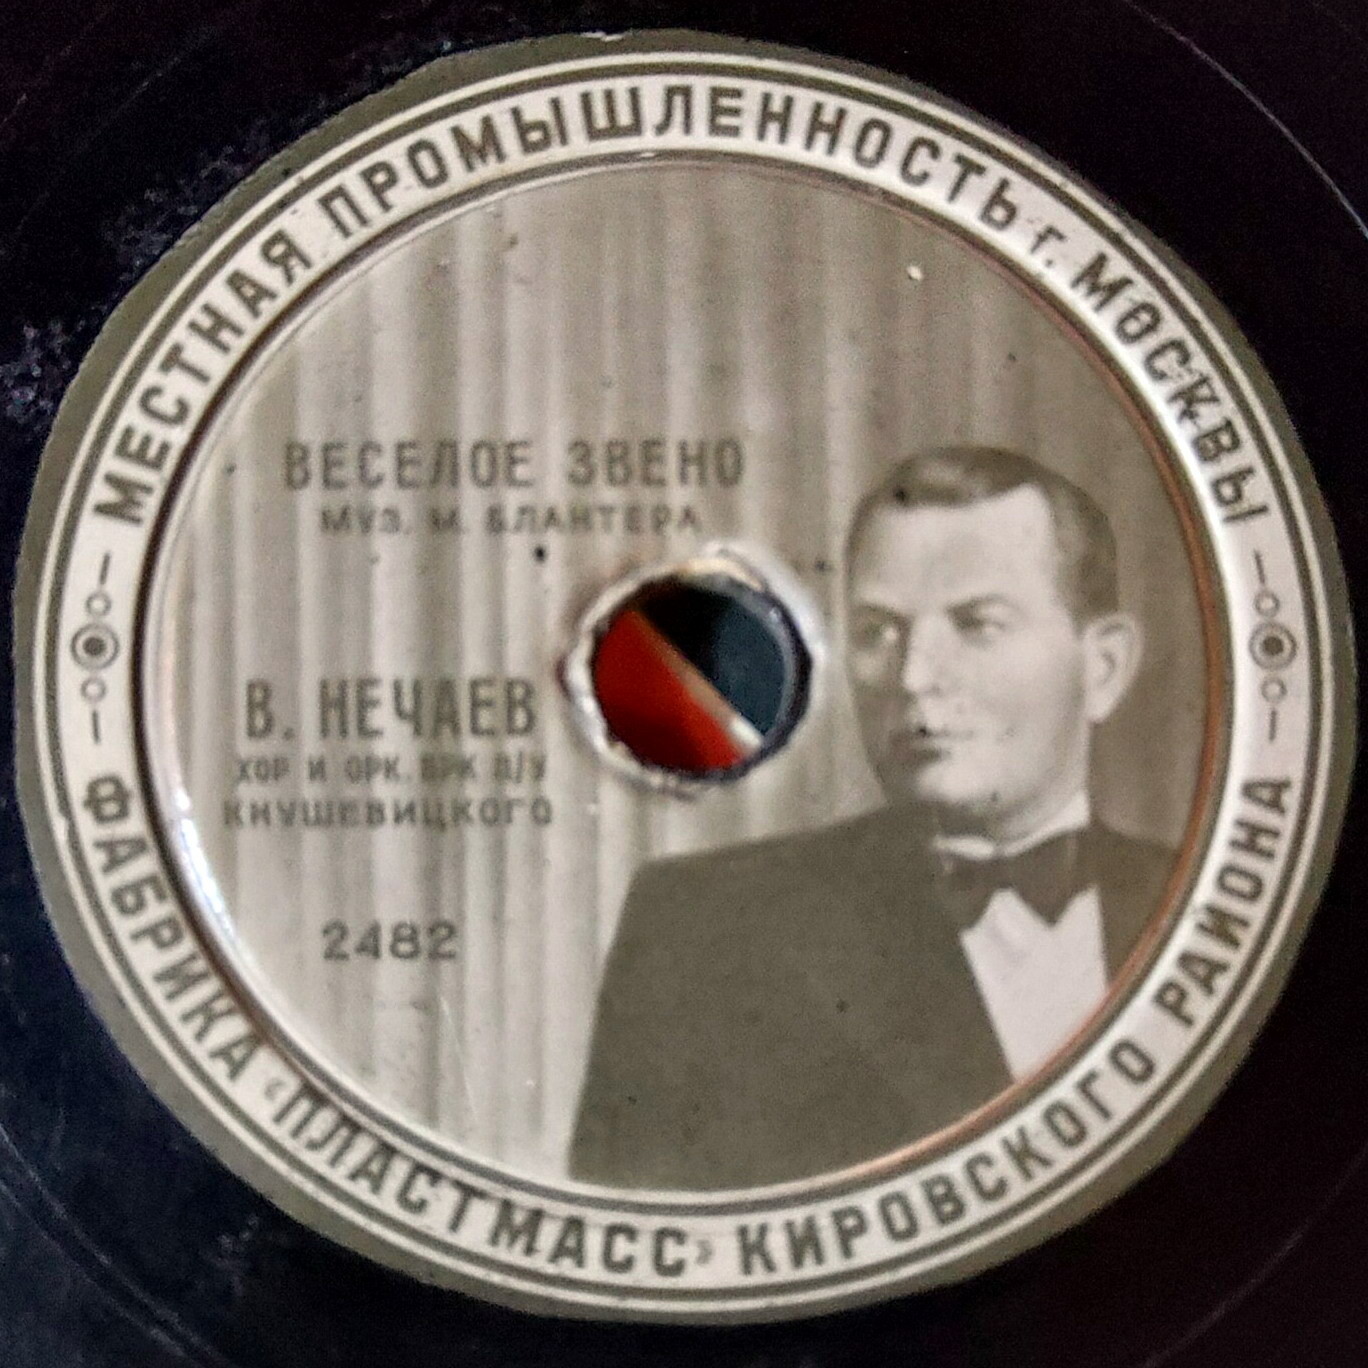 МЕСТНАЯ ПРОМЫШЛЕННОСТЬ г. МОСКВЫ
ВЕСЕЛОЕ ЗВЕНО
МУЗ. М. БЛАНТЕРА
В. НЕЧАЕВ
ХОР И ОРК. ВРК П/У
КНУШЕВИЦКОГО
2482
ФАБРИКА «ПЛАСТМАСС» КИРОВСКОГО РАЙОНА